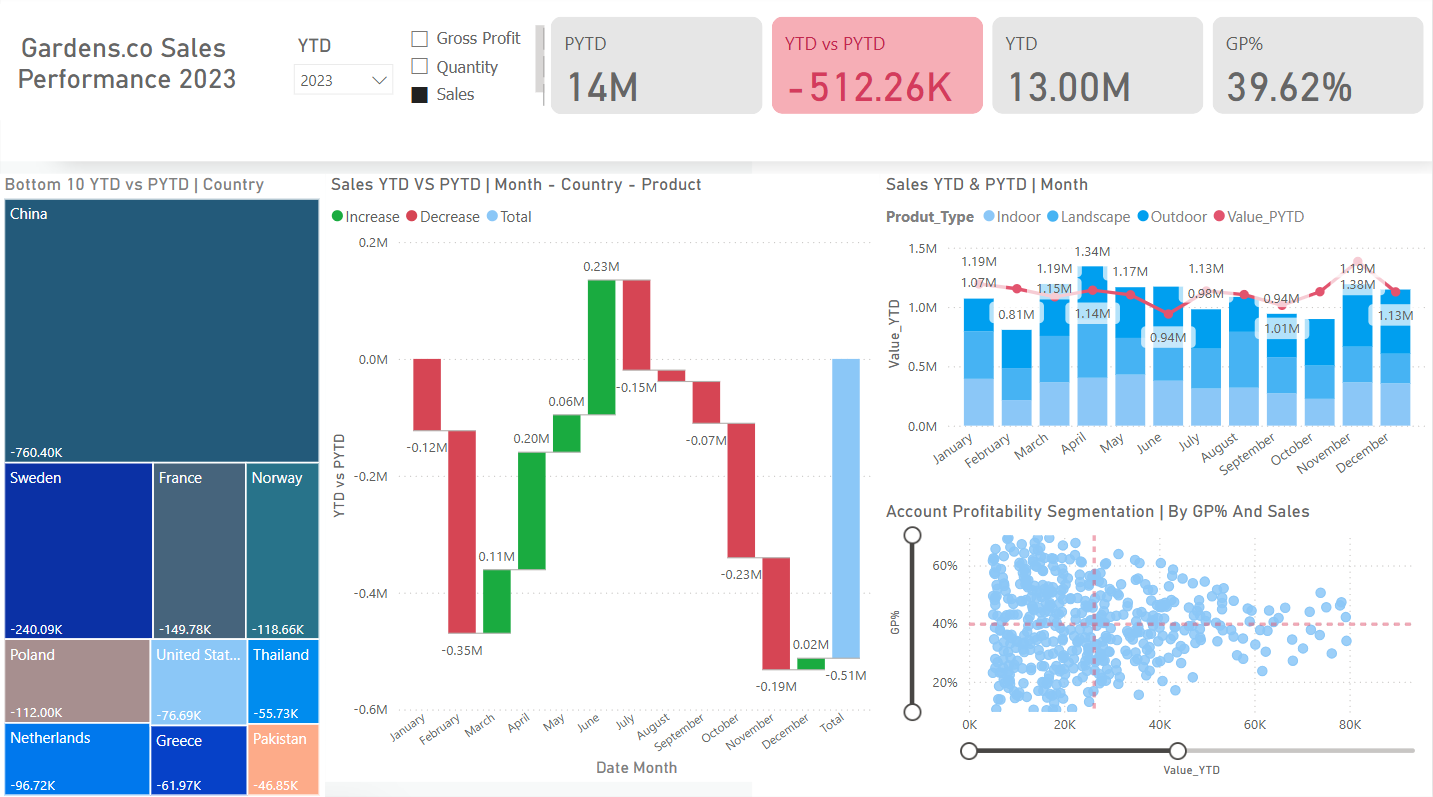 Gardens.co Sales
Performance 2023
YTD
2023
Gross Profit
Quantity
Sales
PYTD
14M
YTD vs PYTD
-512.26K
YTD
13.00M
GP%
39.62%
Bottom 10 YTD vs PYTD | Country
China
-760.40K
Sweden
-240.09K
France
-149.78K
Norway
-118.66K
Poland
-112.00K
United Stat...
-76.69K
Thailand
-55.73K
Netherlands
-96.72K
Greece
-61.97K
Pakistan
-46.85K
Sales YTD VS PYTD | Month - Country - Product
Increase Decrease Total
YTD vs PYTD
0.2M
0.0M
-0.2M
-0.4M
-0.6M
-0.12M
-0.35M
0.11M
0.20M
0.06M
0.23M
-0.15M
-0.07M
-0.23M
-0.19M
0.02M
-0.51M
January
February
March
April
May
June
July
August
September
October
November
December
Total
Date Month
Sales YTD & PYTD | Month
Produt_Type Indoor Landscape Outdoor Value_PYTD
Value_YTD
1.5M
1.0M
0.5M
0.0M
1.19M
1.07M
0.81M
1.19M
1.15M
1.34M
1.14M
1.17M
0.94M
1.13M
0.98M
0.94M
1.01M
1.19M
1.38M
1.13M
January
February
March
April
May
June
July
August
September
October
November
December
Account Profitability Segmentation | By GP% And Sales
GP%
60%
40%
20%
0K
20K
40K
60K
80K
Value_YTD